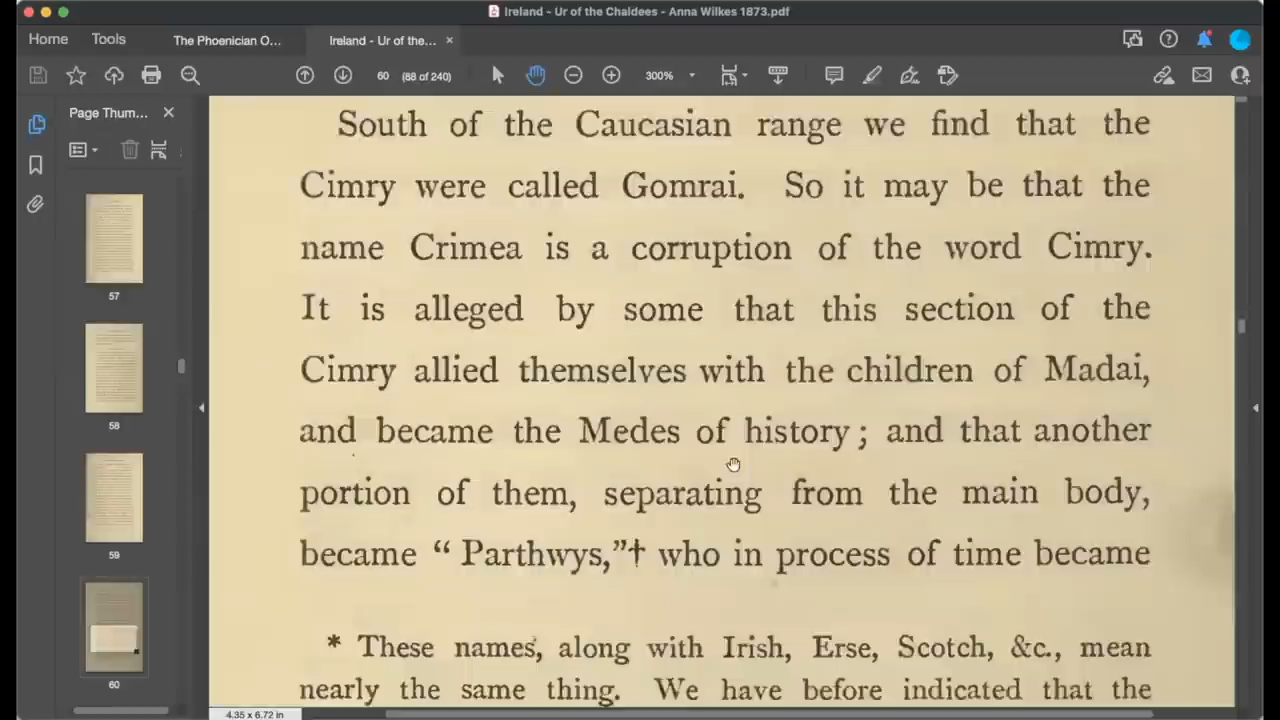 Ireland - Ur of the Chaldees - Anna Wilkes 1873.pdf
Home Tools The Phoenician O... Ireland - Ur of the... ×
60 (88 of 240) 300%
Page Thum... ×
57
58
59
60
South of the Caucasian range we find that the
Cimry were called Gomrai. So it may be that the
name Crimea is a corruption of the word Cimry.
It is alleged by some that this section of the
Cimry allied themselves with the children of Madai,
and became the Medes of history; and that another
portion of them, separating from the main body,
became “Parthwys,”† who in process of time became
* These names, along with Irish, Erse, Scotch, &c., mean
nearly the same thing. We have before indicated that the
4.35 x 6.72 in